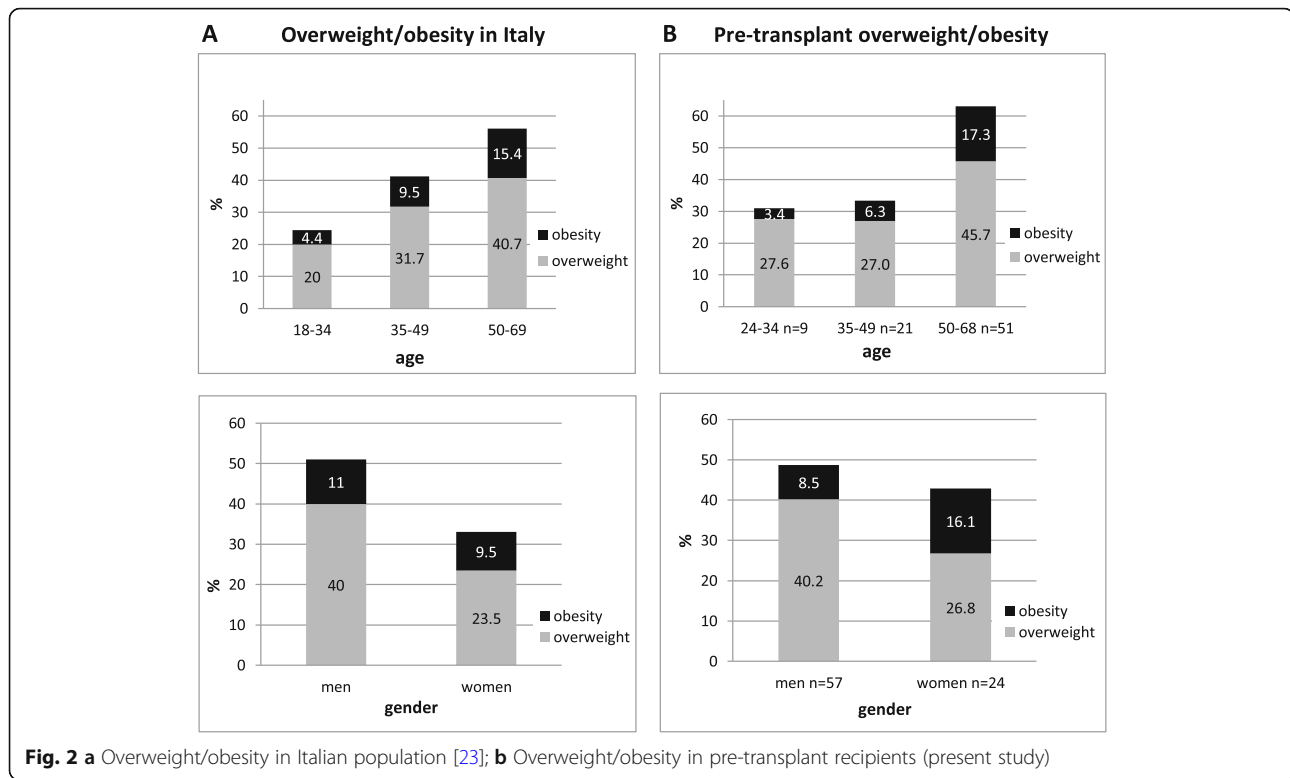 A Overweight/obesity in Italy
60
50
40
30
20
10
0
%
4.4
20
9.5
31.7
15.4
40.7
obesity
overweight
18-34 35-49 50-69
age
B Pre-transplant overweight/obesity
60
50
40
30
20
10
0
%
3.4
27.6
6.3
27.0
17.3
45.7
obesity
overweight
24-34 n=9 35-49 n=21 50-68 n=51
age
60
50
40
30
20
10
0
%
11
40
9.5
23.5
obesity
overweight
men women
gender
60
50
40
30
20
10
0
%
8.5
40.2
16.1
26.8
obesity
overweight
men n=57 women n=24
gender
Fig. 2 a Overweight/obesity in Italian population [23]; b Overweight/obesity in pre-transplant recipients (present study)